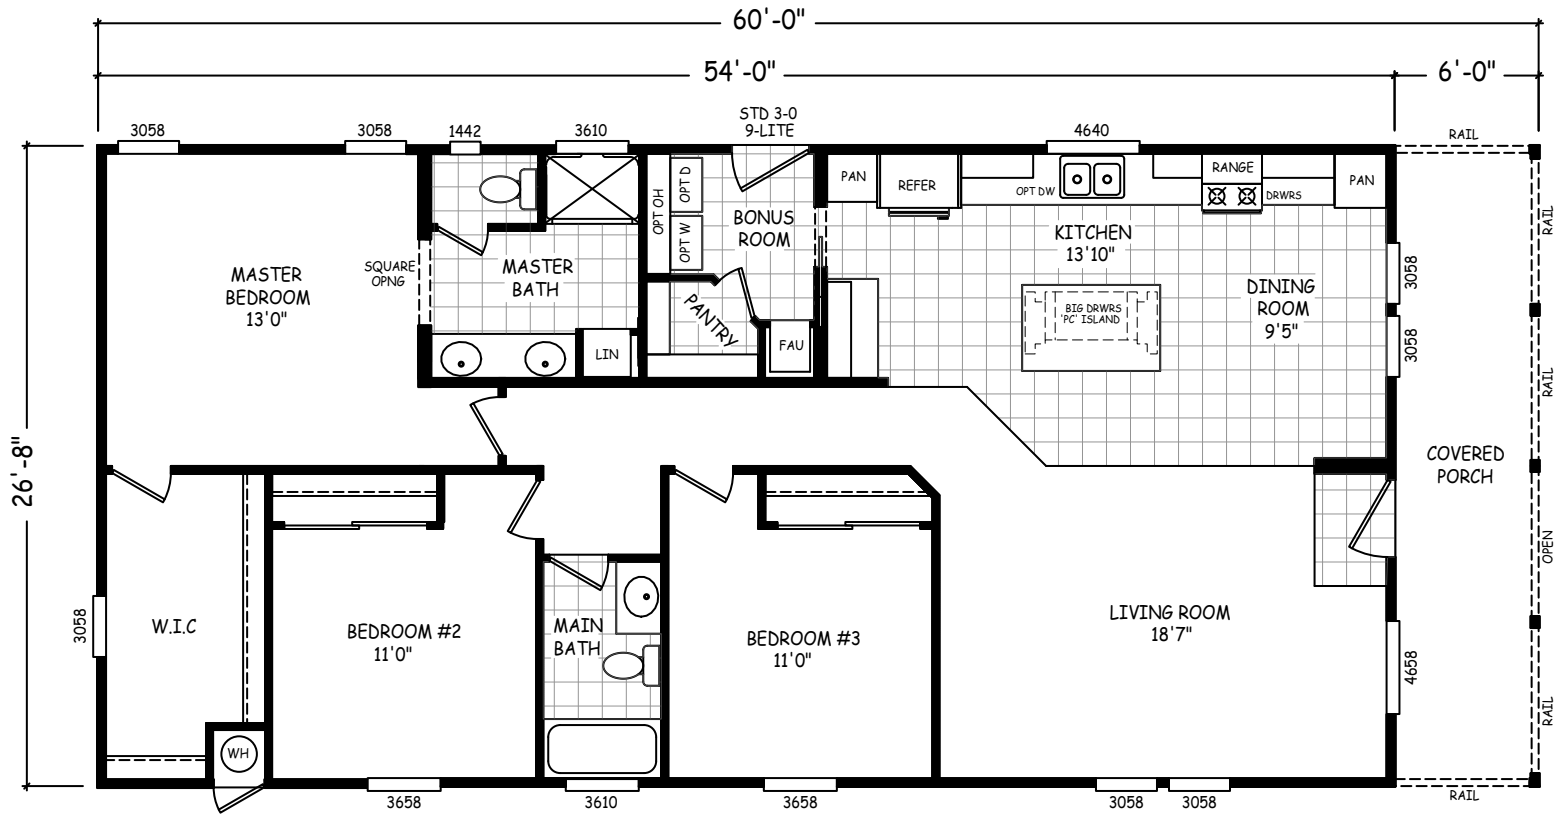 60'-0"
54'-0"
6'-0"
STD 3-0
9-LITE
3058
3058
1442
3610
4640
RAIL
PAN
REFER
OPT DW
RANGE
DRWRS
PAN
OPT OH
OPT D
OPT W
BONUS
ROOM
KITCHEN
13'10"
RAIL
SQUARE
OPNG
MASTER
BATH
MASTER
BEDROOM
13'0"
PANTRY
BIG DRWRS
'PC' ISLAND
DINING
ROOM
9'5"
3058
3058
LIN
FAU
RAIL
26'-8"
COVERED
PORCH
OPEN
3058
W.I.C
BEDROOM #2
11'0"
MAIN
BATH
BEDROOM #3
11'0"
LIVING ROOM
18'7"
4658
RAIL
WH
3658
3610
3658
3058
3058
RAIL